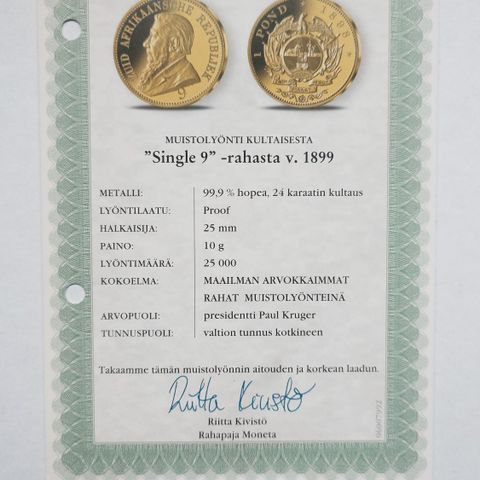 ZUID AFRIKAANSCHE REPUBLIEK
9
1 POND 1898
MUISTOLYÖNTI KULTAISESTA
”Single 9” -rahasta v. 1899
METALLI: 99,9 % hopea, 24 karaatin kultaus
LYÖNTILAATU: Proof
HALKAISIJA: 25 mm
PAINO: 10 g
LYÖNTIMÄÄRÄ: 25 000
KOKOELMA: MAAILMAN ARVOKKAIMMAT
RAHAT MUISTOLYÖNTEINÄ
ARVOPUOLI: presidentti Paul Kruger
TUNNUSPUOLI: valtion tunnus kotkineen
Takaamme tämän muistolyönnin aitouden ja korkean laadun.
Riitta Kivistö
Riitta Kivistö
Rahapaja Moneta